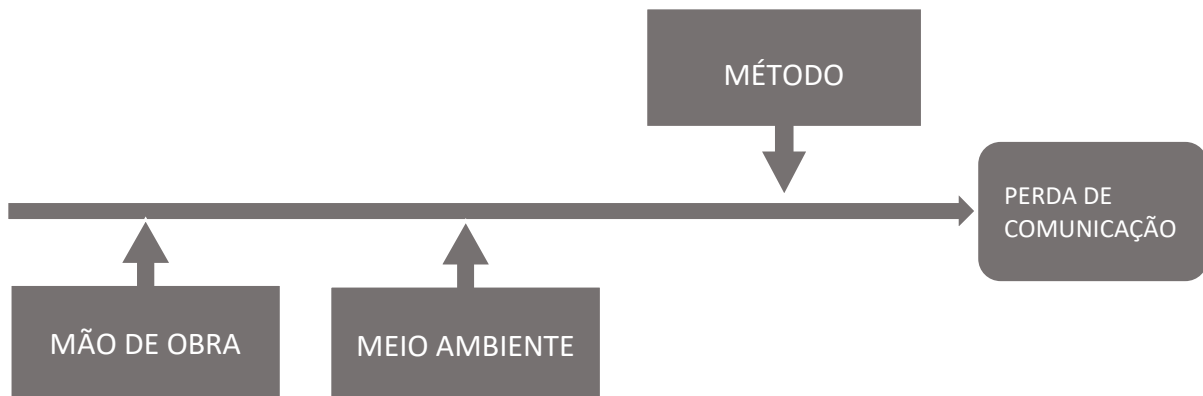 MÉTODO
PERDA DE
COMUNICAÇÃO
MÃO DE OBRA
MEIO AMBIENTE